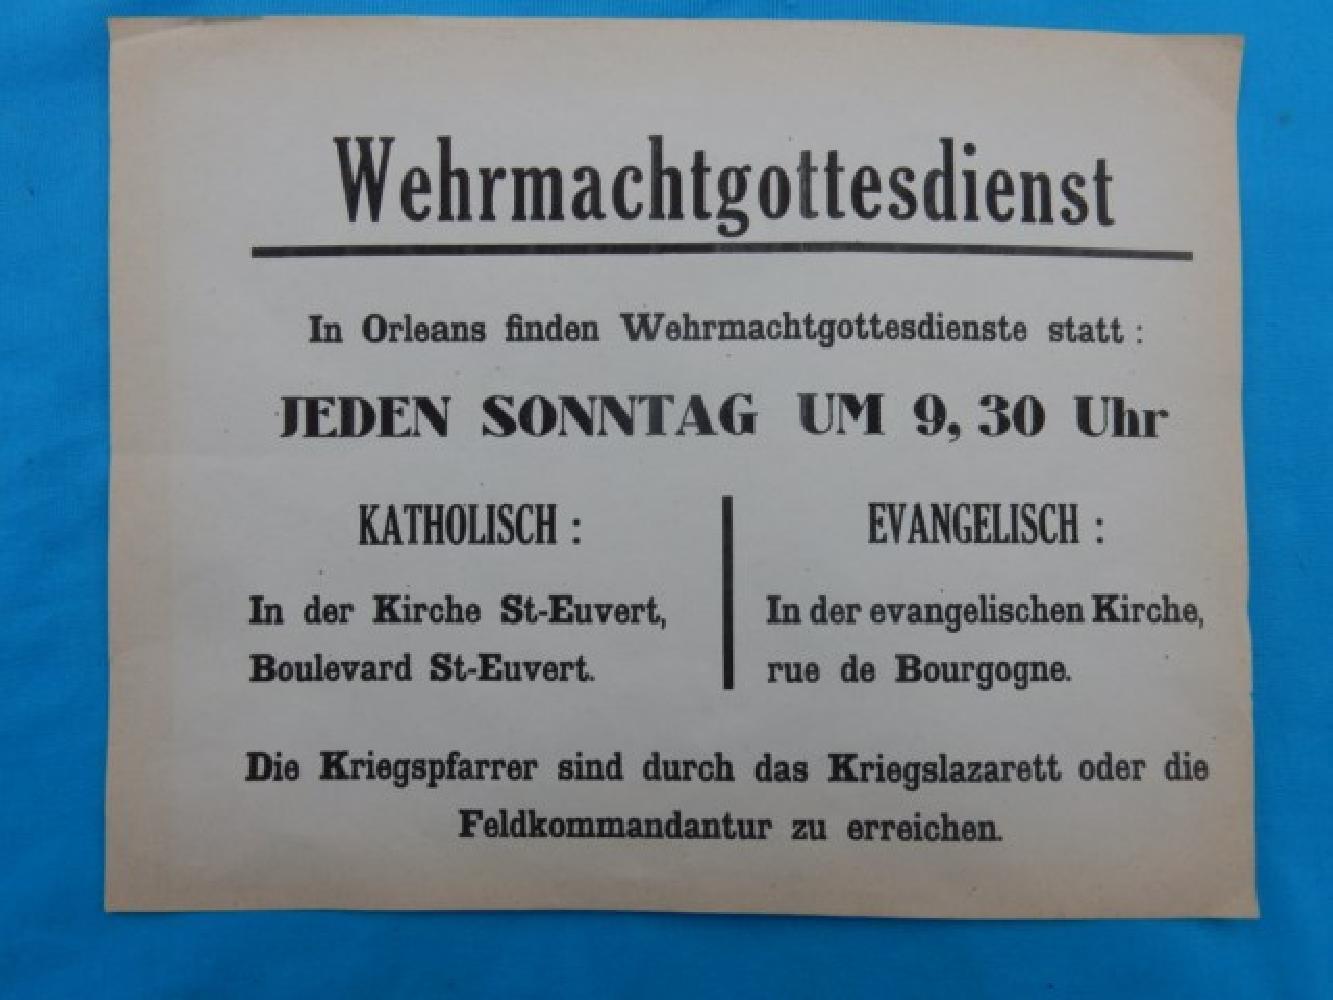 Wehrmachtgottesdienst
In Orleans finden Wehrmachtgottesdienste statt :
JEDEN SONNTAG UM 9,30 Uhr
KATHOLISCH :
In der Kirche St-Euvert,
Boulevard St-Euvert.
EVANGELISCH :
In der evangelischen Kirche,
rue de Bourgogne.
Die Kriegspfarrer sind durch das Kriegslazarett oder die
Feldkommandantur zu erreichen.